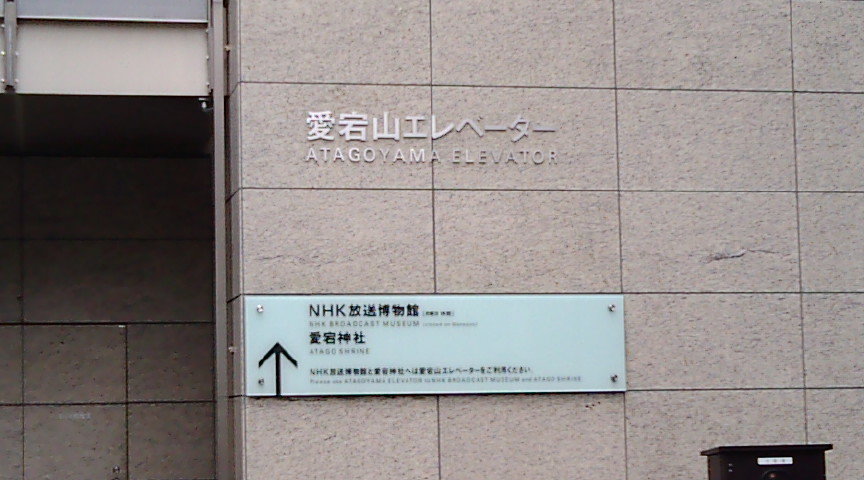 愛宕山エレベーター
ATAGOYAMA ELEVATOR
NHK放送博物館
NHK BROADCAST MUSEUM (closed on Mondays)
愛宕神社
ATAGO SHRINE
NHK放送博物館と愛宕神社へは愛宕山エレベーターをご利用ください。
Please use ATAGOYAMA ELEVATOR to NHK BROADCAST MUSEUM and ATAGO SHRINE